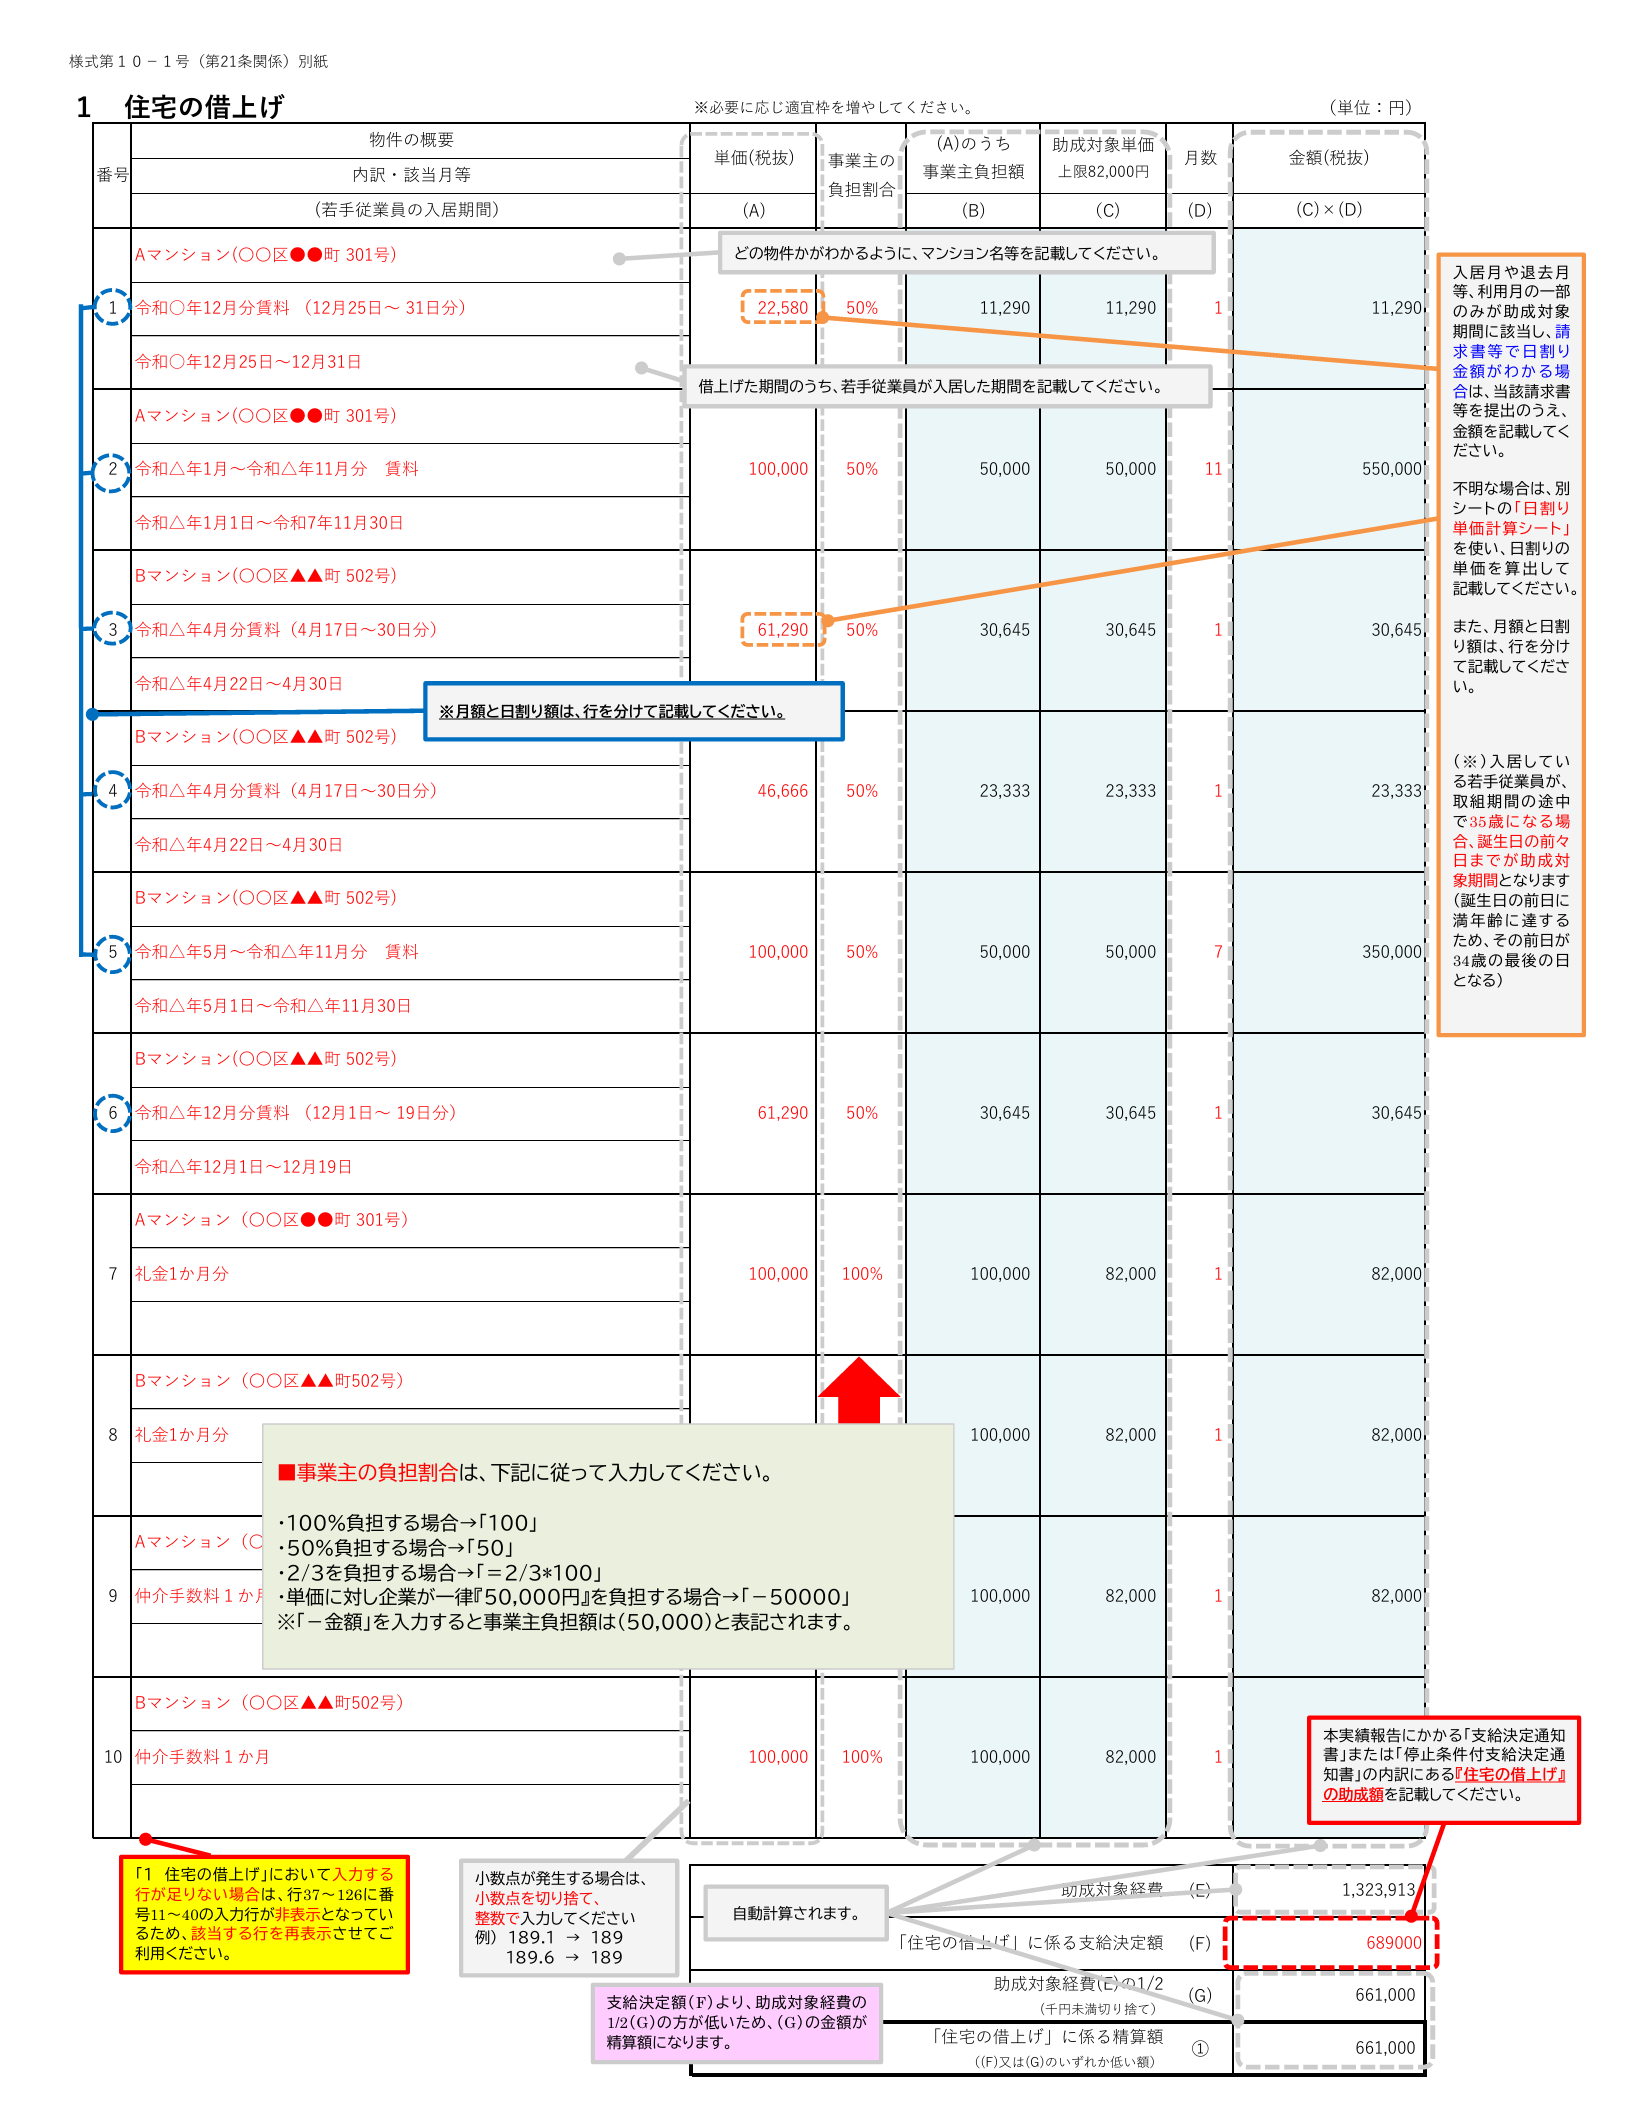 様式第１０－１号（第21条関係）別紙
1　住宅の借上げ
※必要に応じ適宜枠を増やしてください。
（単位：円）
番号
物件の概要
内訳・該当月等
（若手従業員の入居期間）
単価(税抜)
(A)
事業主の
負担割合
(A)のうち
事業主負担額
(B)
助成対象単価
上限82,000円
(C)
月数
(D)
金額(税抜)
(C)×(D)
Aマンション(〇〇区●●町 301号)
どの物件かがわかるように、マンション名等を記載してください。
1 令和〇年12月分賃料 （12月25日～ 31日分） 22,580 50% 11,290 11,290 1 11,290
令和〇年12月25日～12月31日
借上げた期間のうち、若手従業員が入居した期間を記載してください。
Aマンション(〇〇区●●町 301号)
2 令和△年1月～令和△年11月分　賃料 100,000 50% 50,000 50,000 11 550,000
令和△年1月1日～令和7年11月30日
Bマンション(〇〇区▲▲町 502号)
3 令和△年4月分賃料（4月17日～30日分） 61,290 50% 30,645 30,645 1 30,645
令和△年4月22日～4月30日
※月額と日割り額は、行を分けて記載してください。
Bマンション(〇〇区▲▲町 502号)
4 令和△年4月分賃料（4月17日～30日分） 46,666 50% 23,333 23,333 1 23,333
令和△年4月22日～4月30日
Bマンション(〇〇区▲▲町 502号)
5 令和△年5月～令和△年11月分　賃料 100,000 50% 50,000 50,000 7 350,000
令和△年5月1日～令和△年11月30日
Bマンション(〇〇区▲▲町 502号)
6 令和△年12月分賃料 （12月1日～ 19日分） 61,290 50% 30,645 30,645 1 30,645
令和△年12月1日～12月19日
Aマンション（〇〇区●●町 301号）
7 礼金1か月分 100,000 100% 100,000 82,000 1 82,000
Bマンション（〇〇区▲▲町502号）
8 礼金1か月分 100,000 82,000 1 82,000
Aマンション（〇
9 仲介手数料１か月 100,000 82,000 1 82,000
Bマンション（〇〇区▲▲町502号）
10 仲介手数料１か月 100,000 100% 100,000 82,000 1
■事業主の負担割合は、下記に従って入力してください。
・100％負担する場合→「100」
・50％負担する場合→「50」
・2/3を負担する場合→「＝2/3*100」
・単価に対し企業が一律『50,000円』を負担する場合→「－50000」
※「－金額」を入力すると事業主負担額は（50,000）と表記されます。
入居月や退去月
等、利用月の一部
のみが助成対象
期間に該当し、請
求書等で日割り
金額がわかる場
合は、当該請求書
等を提出のうえ、
金額を記載してく
ださい。
不明な場合は、別
シートの「日割り
単価計算シート」
を使い、日割りの
単価を算出して
記載してください。
また、月額と日割
り額は、行を分け
て記載してくださ
い。
（※）入居してい
る若手従業員が、
取組期間の途中
で35歳になる場
合、誕生日の前々
日までが助成対
象期間となります
（誕生日の前日に
満年齢に達する
ため、その前日が
34歳の最後の日
となる）
本実績報告にかかる「支給決定通知
書」または「停止条件付支給決定通
知書」の内訳にある『住宅の借上げ』
の助成額を記載してください。
「1 住宅の借上げ」において入力する
行が足りない場合は、行37～126に番
号11～40の入力行が非表示となってい
るため、該当する行を再表示させてご
利用ください。
小数点が発生する場合は、
小数点を切り捨て、
整数で入力してください
例） 189.1 → 189
189.6 → 189
自動計算されます。
助成対象経費 (E) 1,323,913
「住宅の借上げ」に係る支給決定額 (F) 689000
助成対象経費(E)の1/2
（千円未満切り捨て）
(G) 661,000
「住宅の借上げ」に係る精算額
((F)又は(G)のいずれか低い額)
① 661,000
支給決定額(F)より、助成対象経費の
1/2(G)の方が低いため、(G)の金額が
精算額になります。